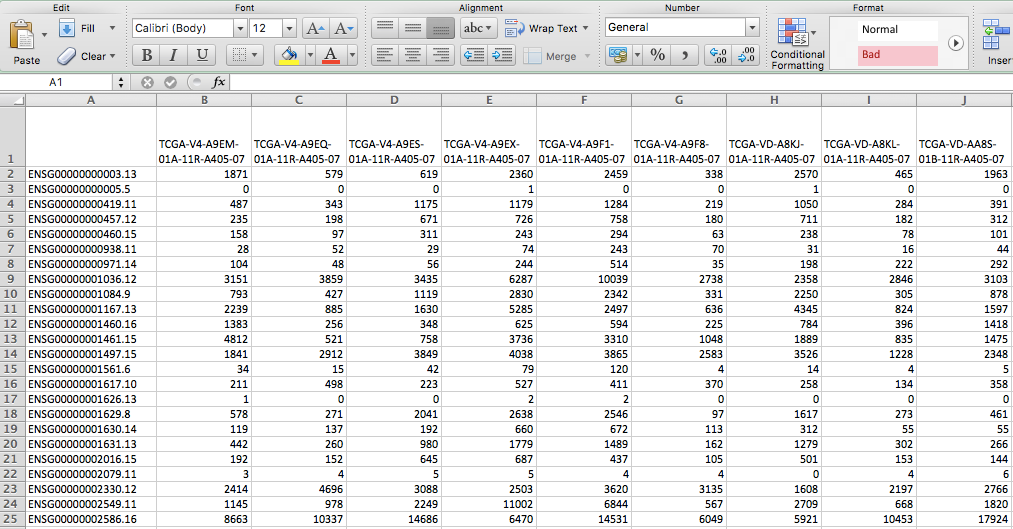 Edit Font Alignment Number Format
Fill Calibri (Body) 12 A A abc Wrap Text General Normal
Paste Clear B I U A Merge % , .0 .00 .00 .0 Conditional Formatting Bad Inser
A1 fx
A B C D E F G H I J
1 TCGA-V4-A9EM-01A-11R-A405-07 TCGA-V4-A9EQ-01A-11R-A405-07 TCGA-V4-A9ES-01A-11R-A405-07 TCGA-V4-A9EX-01A-11R-A405-07 TCGA-V4-A9F1-01A-11R-A405-07 TCGA-V4-A9F8-01A-11R-A405-07 TCGA-VD-A8KJ-01A-11R-A405-07 TCGA-VD-A8KL-01A-11R-A405-07 TCGA-VD-AA8S-01B-11R-A405-07
2 ENSG00000000003.13 1871 579 619 2360 2459 338 2570 465 1963
3 ENSG00000000005.5 0 0 0 1 0 0 1 0 0
4 ENSG00000000419.11 487 343 1175 1179 1284 219 1050 284 391
5 ENSG00000000457.12 235 198 671 726 758 180 711 182 312
6 ENSG00000000460.15 158 97 311 243 294 63 238 78 101
7 ENSG00000000938.11 28 52 29 74 243 70 31 16 44
8 ENSG00000000971.14 104 48 56 244 514 35 198 222 292
9 ENSG00000001036.12 3151 3859 3435 6287 10039 2738 2358 2846 3103
10 ENSG00000001084.9 793 427 1119 2830 2342 331 2250 305 878
11 ENSG00000001167.13 2239 885 1630 5285 2497 636 4345 824 1597
12 ENSG00000001460.16 1383 256 348 625 594 225 784 396 1418
13 ENSG00000001461.15 4812 521 758 3736 3310 1048 1889 835 1475
14 ENSG00000001497.15 1841 2912 3849 4038 3865 2583 3526 1228 2348
15 ENSG00000001561.6 34 15 42 79 120 4 14 4 5
16 ENSG00000001617.10 211 498 223 527 411 370 258 134 358
17 ENSG00000001626.13 1 0 0 2 2 0 0 0 0
18 ENSG00000001629.8 578 271 2041 2638 2546 97 1617 273 461
19 ENSG00000001630.14 119 137 192 660 672 113 312 55 55
20 ENSG00000001631.13 442 260 980 1779 1489 162 1279 302 266
21 ENSG00000002016.15 192 152 645 687 437 105 501 153 144
22 ENSG00000002079.11 3 4 5 5 4 4 0 4 6
23 ENSG00000002330.12 2414 4696 3088 2503 3620 3135 1608 2197 2766
24 ENSG00000002549.11 1145 978 2249 11002 6844 567 2709 668 1820
25 ENSG00000002586.16 8663 10337 14686 6470 14531 6049 5921 10453 17924